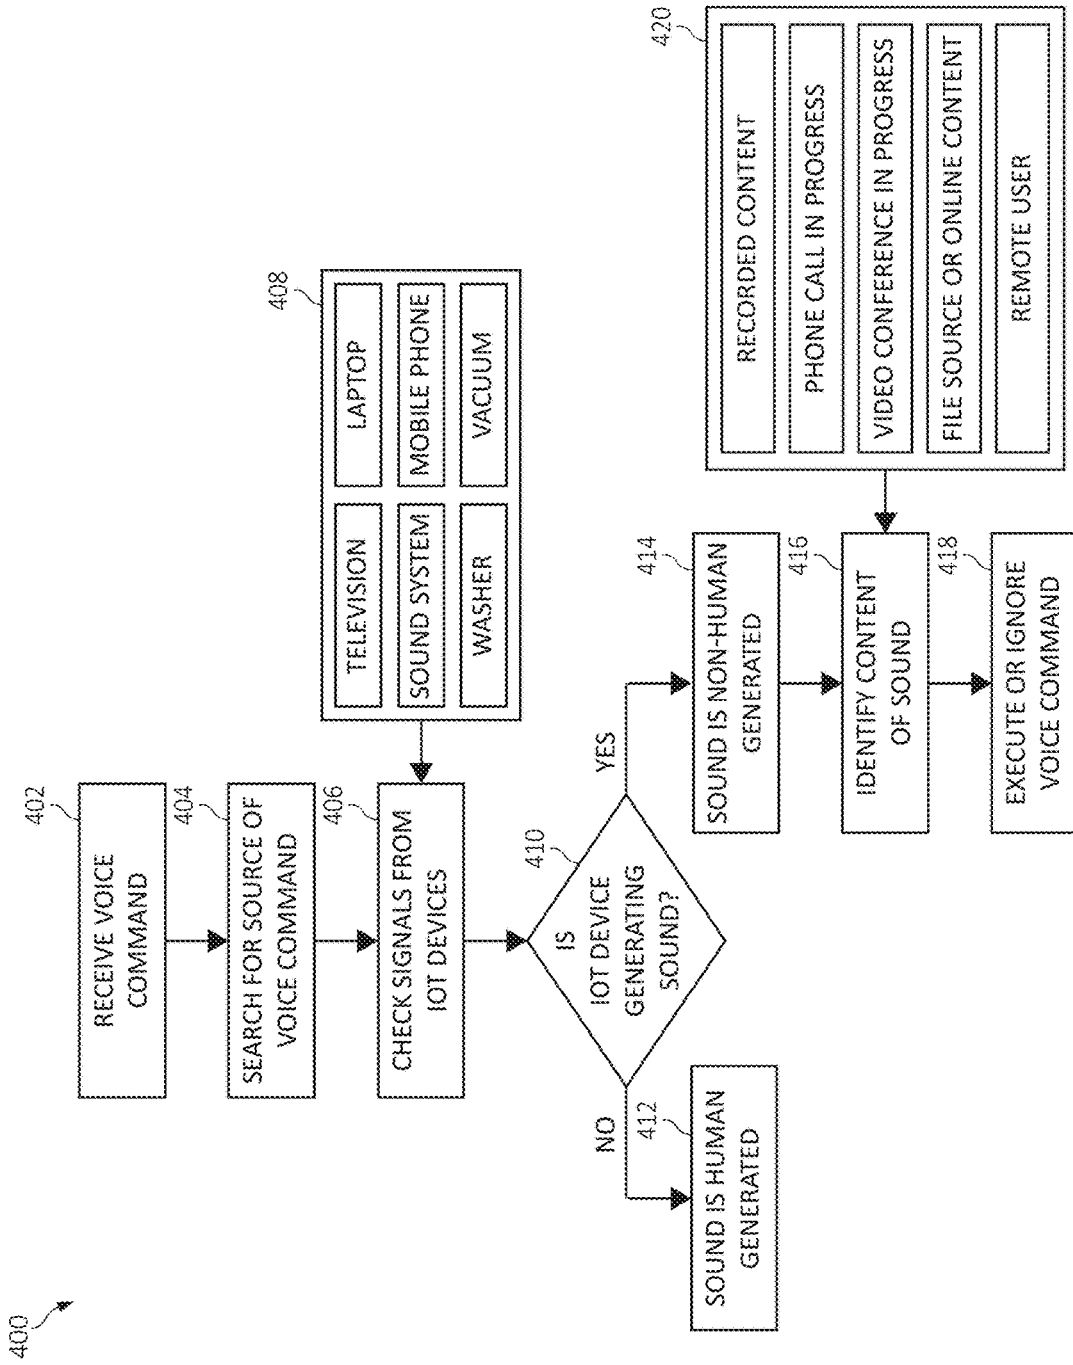 400
402
RECEIVE VOICE
COMMAND
404
SEARCH FOR SOURCE OF
VOICE COMMAND
406
CHECK SIGNALS FROM
IOT DEVICES
408
TELEVISION
LAPTOP
SOUND SYSTEM
MOBILE PHONE
WASHER
VACUUM
410
IS
IOT DEVICE
GENERATING
SOUND?
NO
YES
412
SOUND IS HUMAN
GENERATED
414
SOUND IS NON-HUMAN
GENERATED
416
IDENTIFY CONTENT
OF SOUND
418
EXECUTE OR IGNORE
VOICE COMMAND
420
RECORDED CONTENT
PHONE CALL IN PROGRESS
VIDEO CONFERENCE IN PROGRESS
FILE SOURCE OR ONLINE CONTENT
REMOTE USER